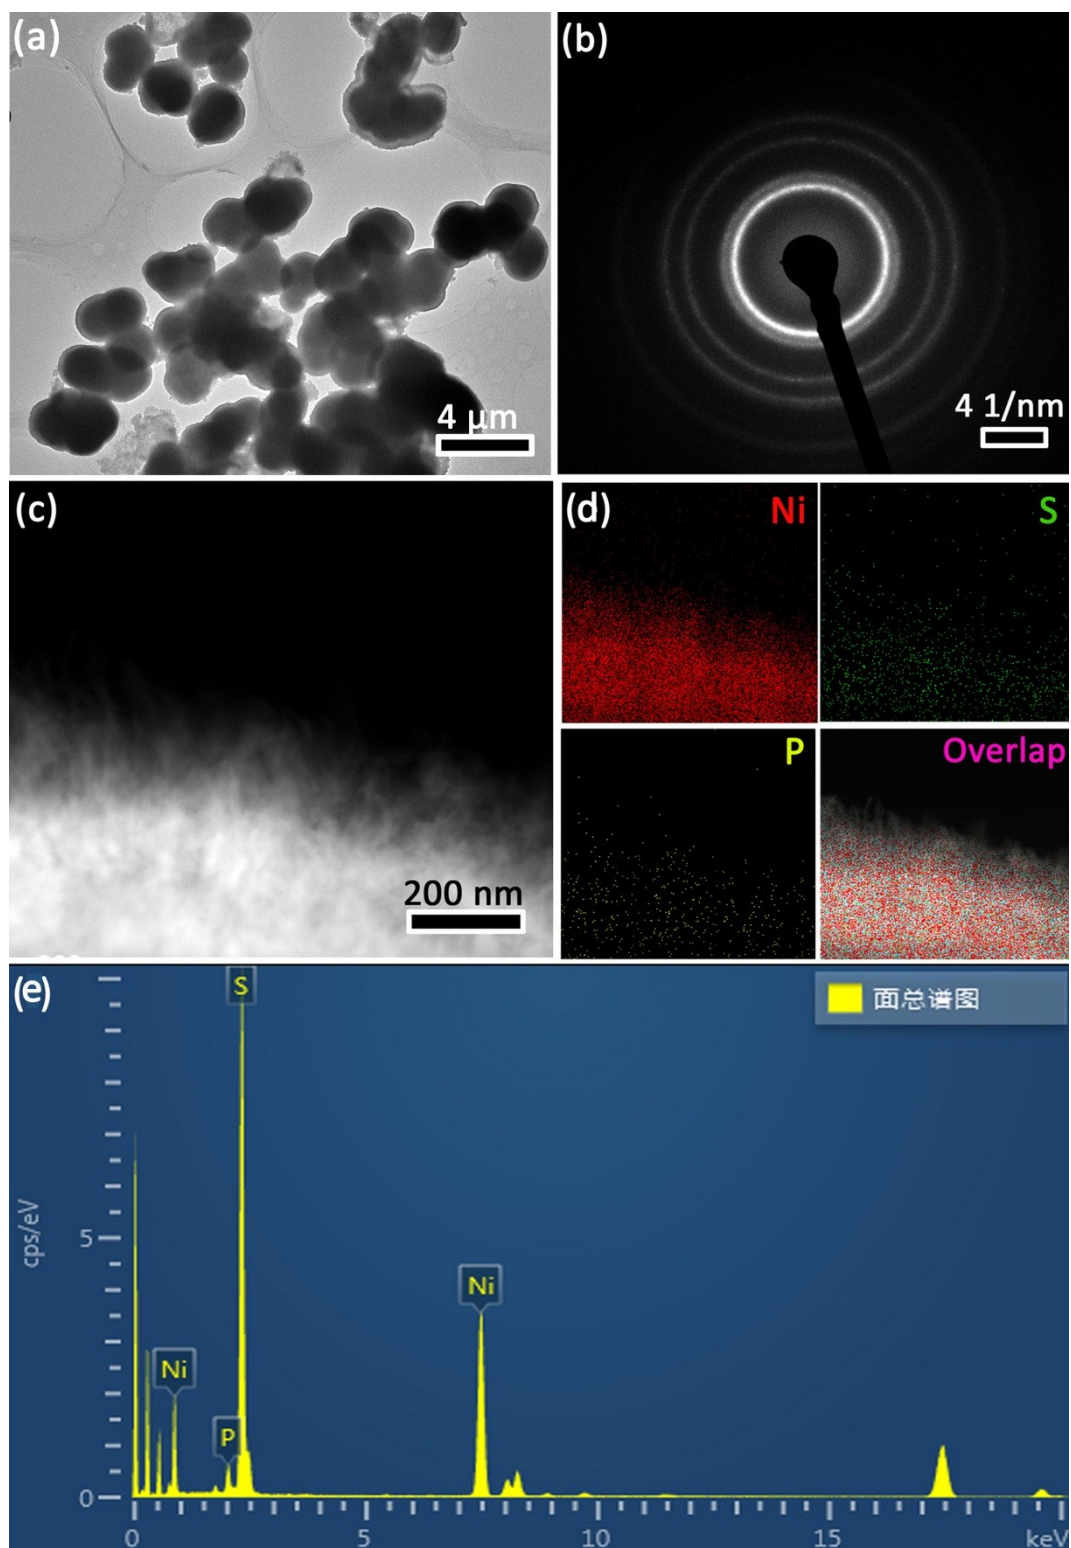 (a)
4 μm
(b)
4 1/nm
(c)
200 nm
(d)
Ni
S
P
Overlap
(e)
面总谱图
cps/eV
5
0
S
Ni
P
Ni
0
5
10
15
keV